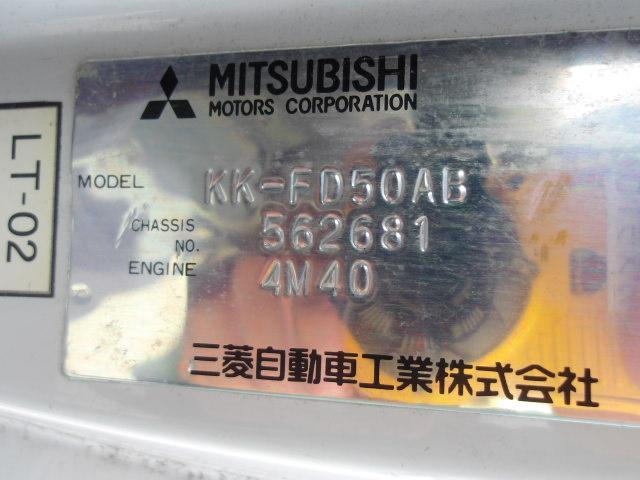 MITSUBISHI
MOTORS CORPORATION
LT-02
MODEL KK-FD50AB
CHASSIS NO. 562681
ENGINE 4M40
三菱自動車工業株式会社